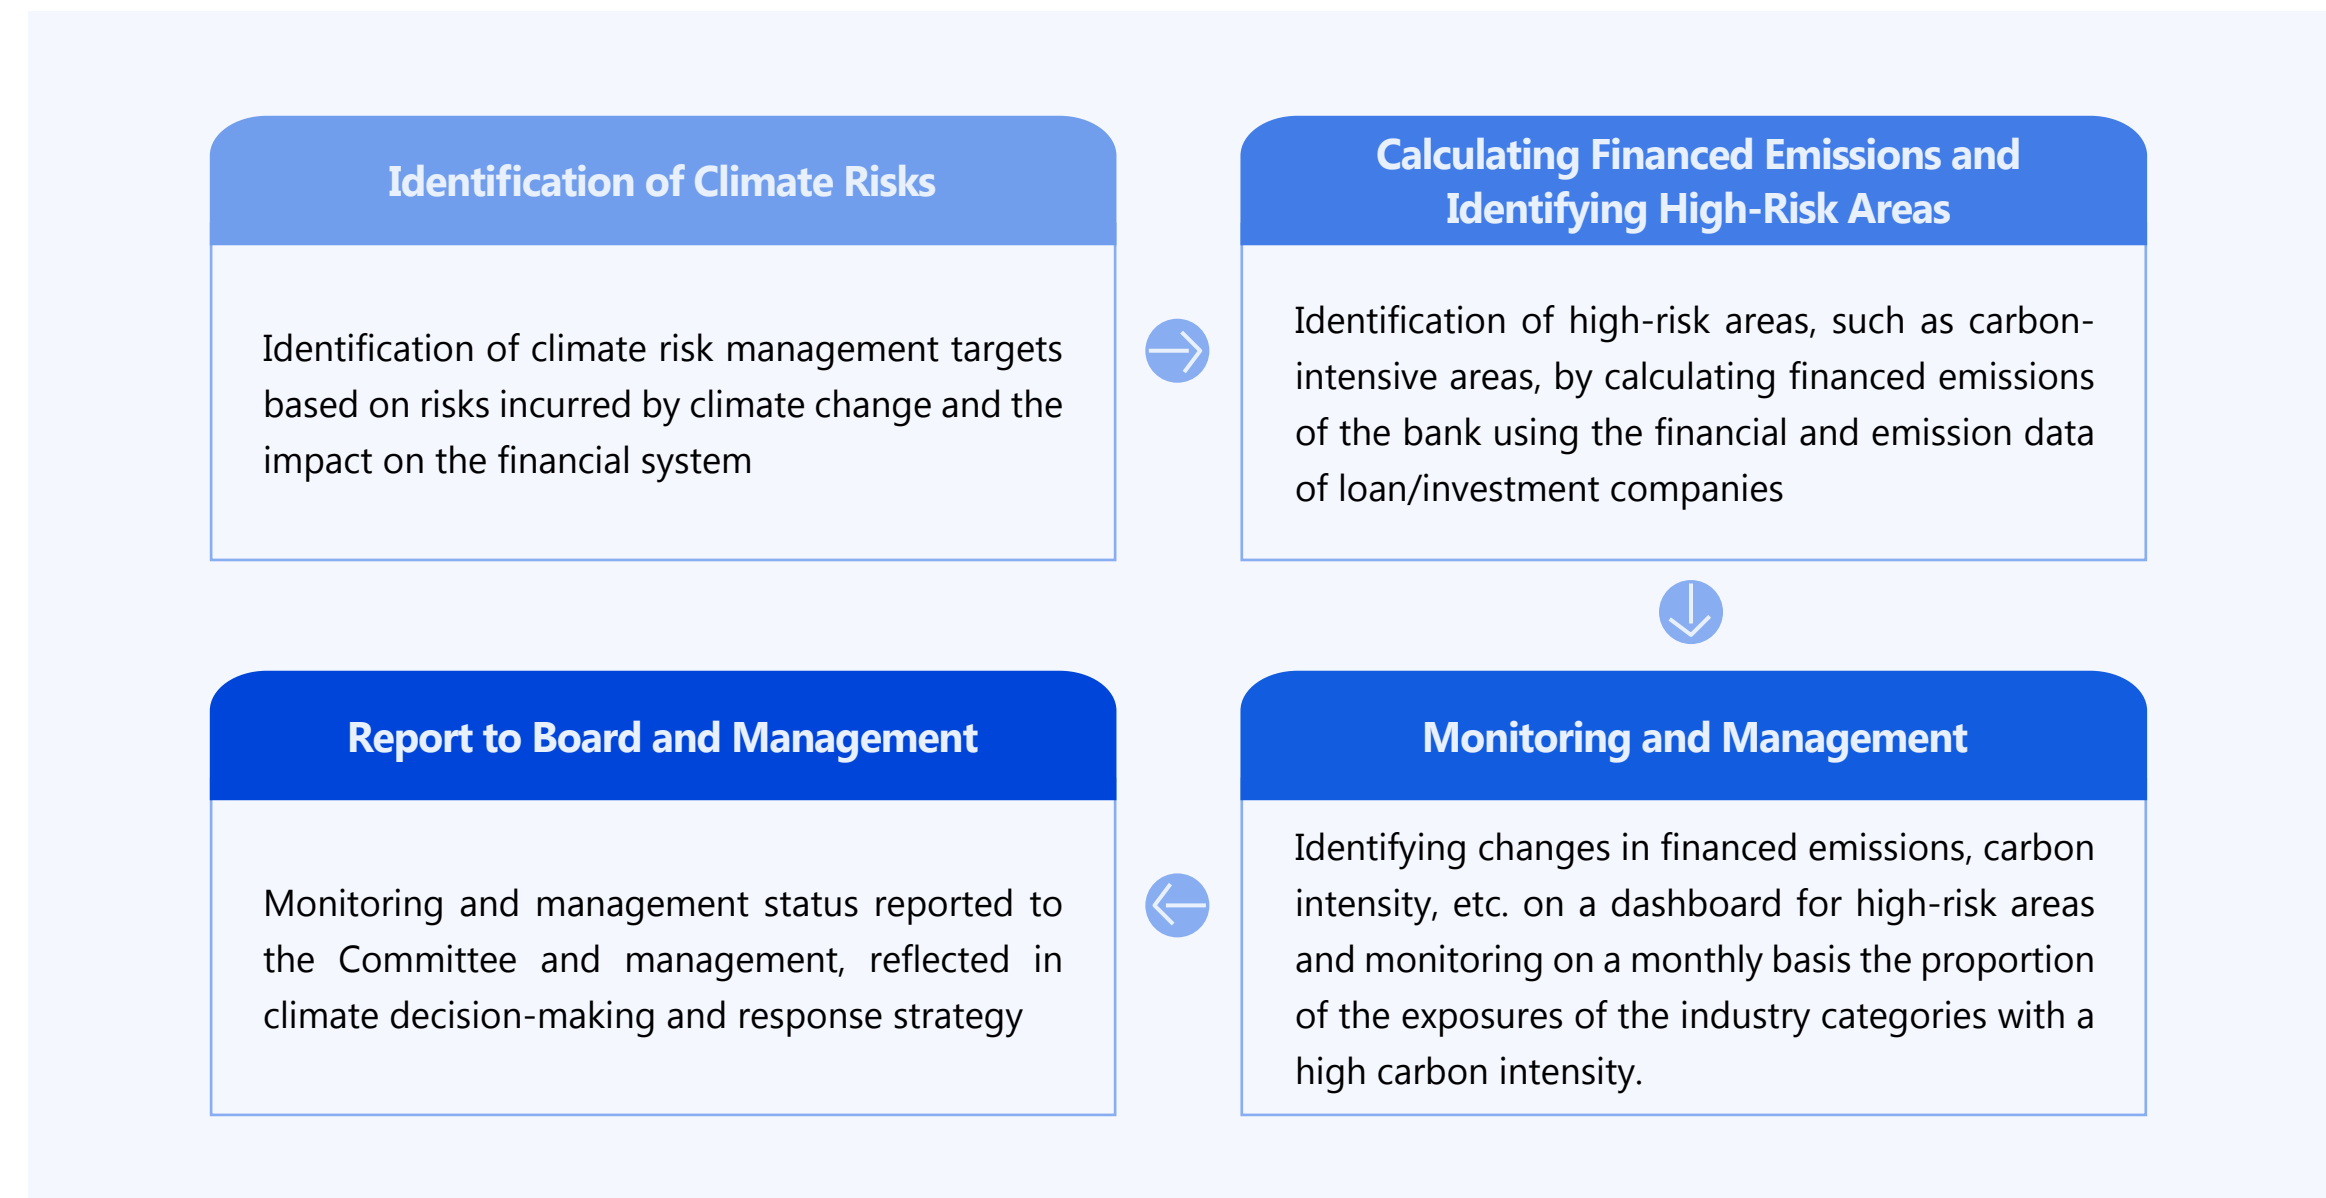 Identification of Climate Risks
Identification of climate risk management targets
based on risks incurred by climate change and the
impact on the financial system
Calculating Financed Emissions and
Identifying High-Risk Areas
Identification of high-risk areas, such as carbon-
intensive areas, by calculating financed emissions
of the bank using the financial and emission data
of loan/investment companies
Monitoring and Management
Identifying changes in financed emissions, carbon
intensity, etc. on a dashboard for high-risk areas
and monitoring on a monthly basis the proportion
of the exposures of the industry categories with a
high carbon intensity.
Report to Board and Management
Monitoring and management status reported to
the Committee and management, reflected in
climate decision-making and response strategy